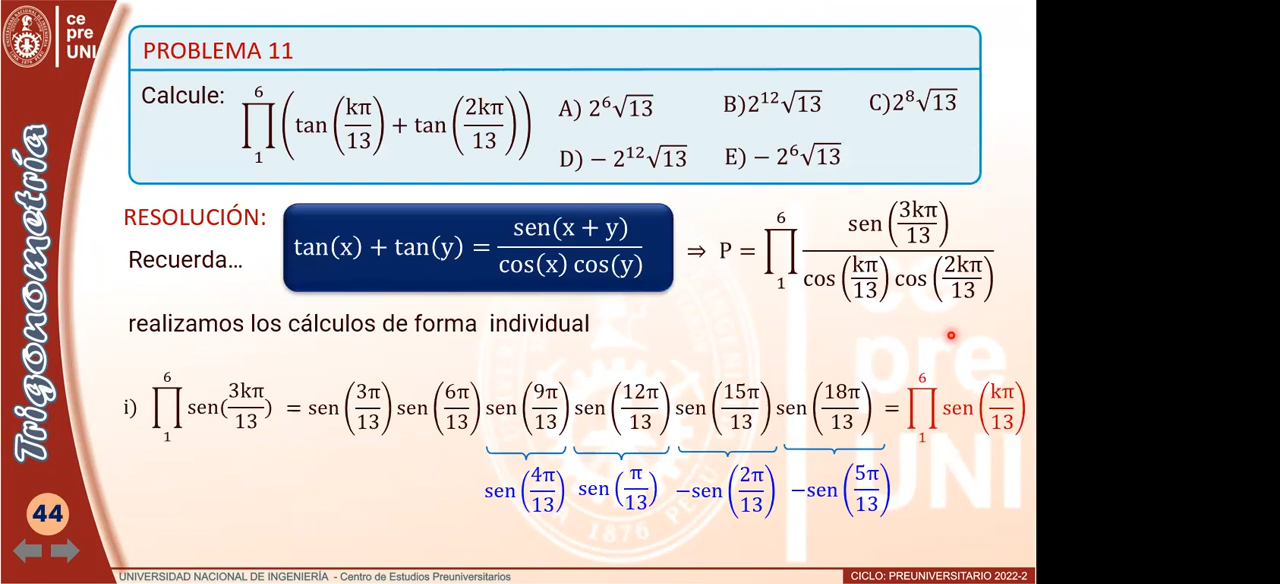 ce
pre
UNI
PROBLEMA 11
Calcule: ∏₁⁶ (tan(kπ/13) + tan(2kπ/13)) A) 2⁶√13 B)2¹²√13 C)2⁸√13
D) − 2¹²√13 E) − 2⁶√13
RESOLUCIÓN:
Recuerda...
tan(x) + tan(y) = sen(x + y)/(cos(x) cos(y)) ⇒ P = ∏₁⁶ sen(3kπ/13)/(cos(kπ/13) cos(2kπ/13))
realizamos los cálculos de forma individual
i) ∏₁⁶ sen(3kπ/13) = sen(3π/13) sen(6π/13) sen(9π/13) sen(12π/13) sen(15π/13) sen(18π/13) = ∏₁⁶ sen(kπ/13)
sen(4π/13) sen(π/13) −sen(2π/13) −sen(5π/13)
Trigonometría
44
pre
UNI
1876
UNIVERSIDAD NACIONAL DE INGENIERÍA - Centro de Estudios Preuniversitarios
CICLO: PREUNIVERSITARIO 2022-2